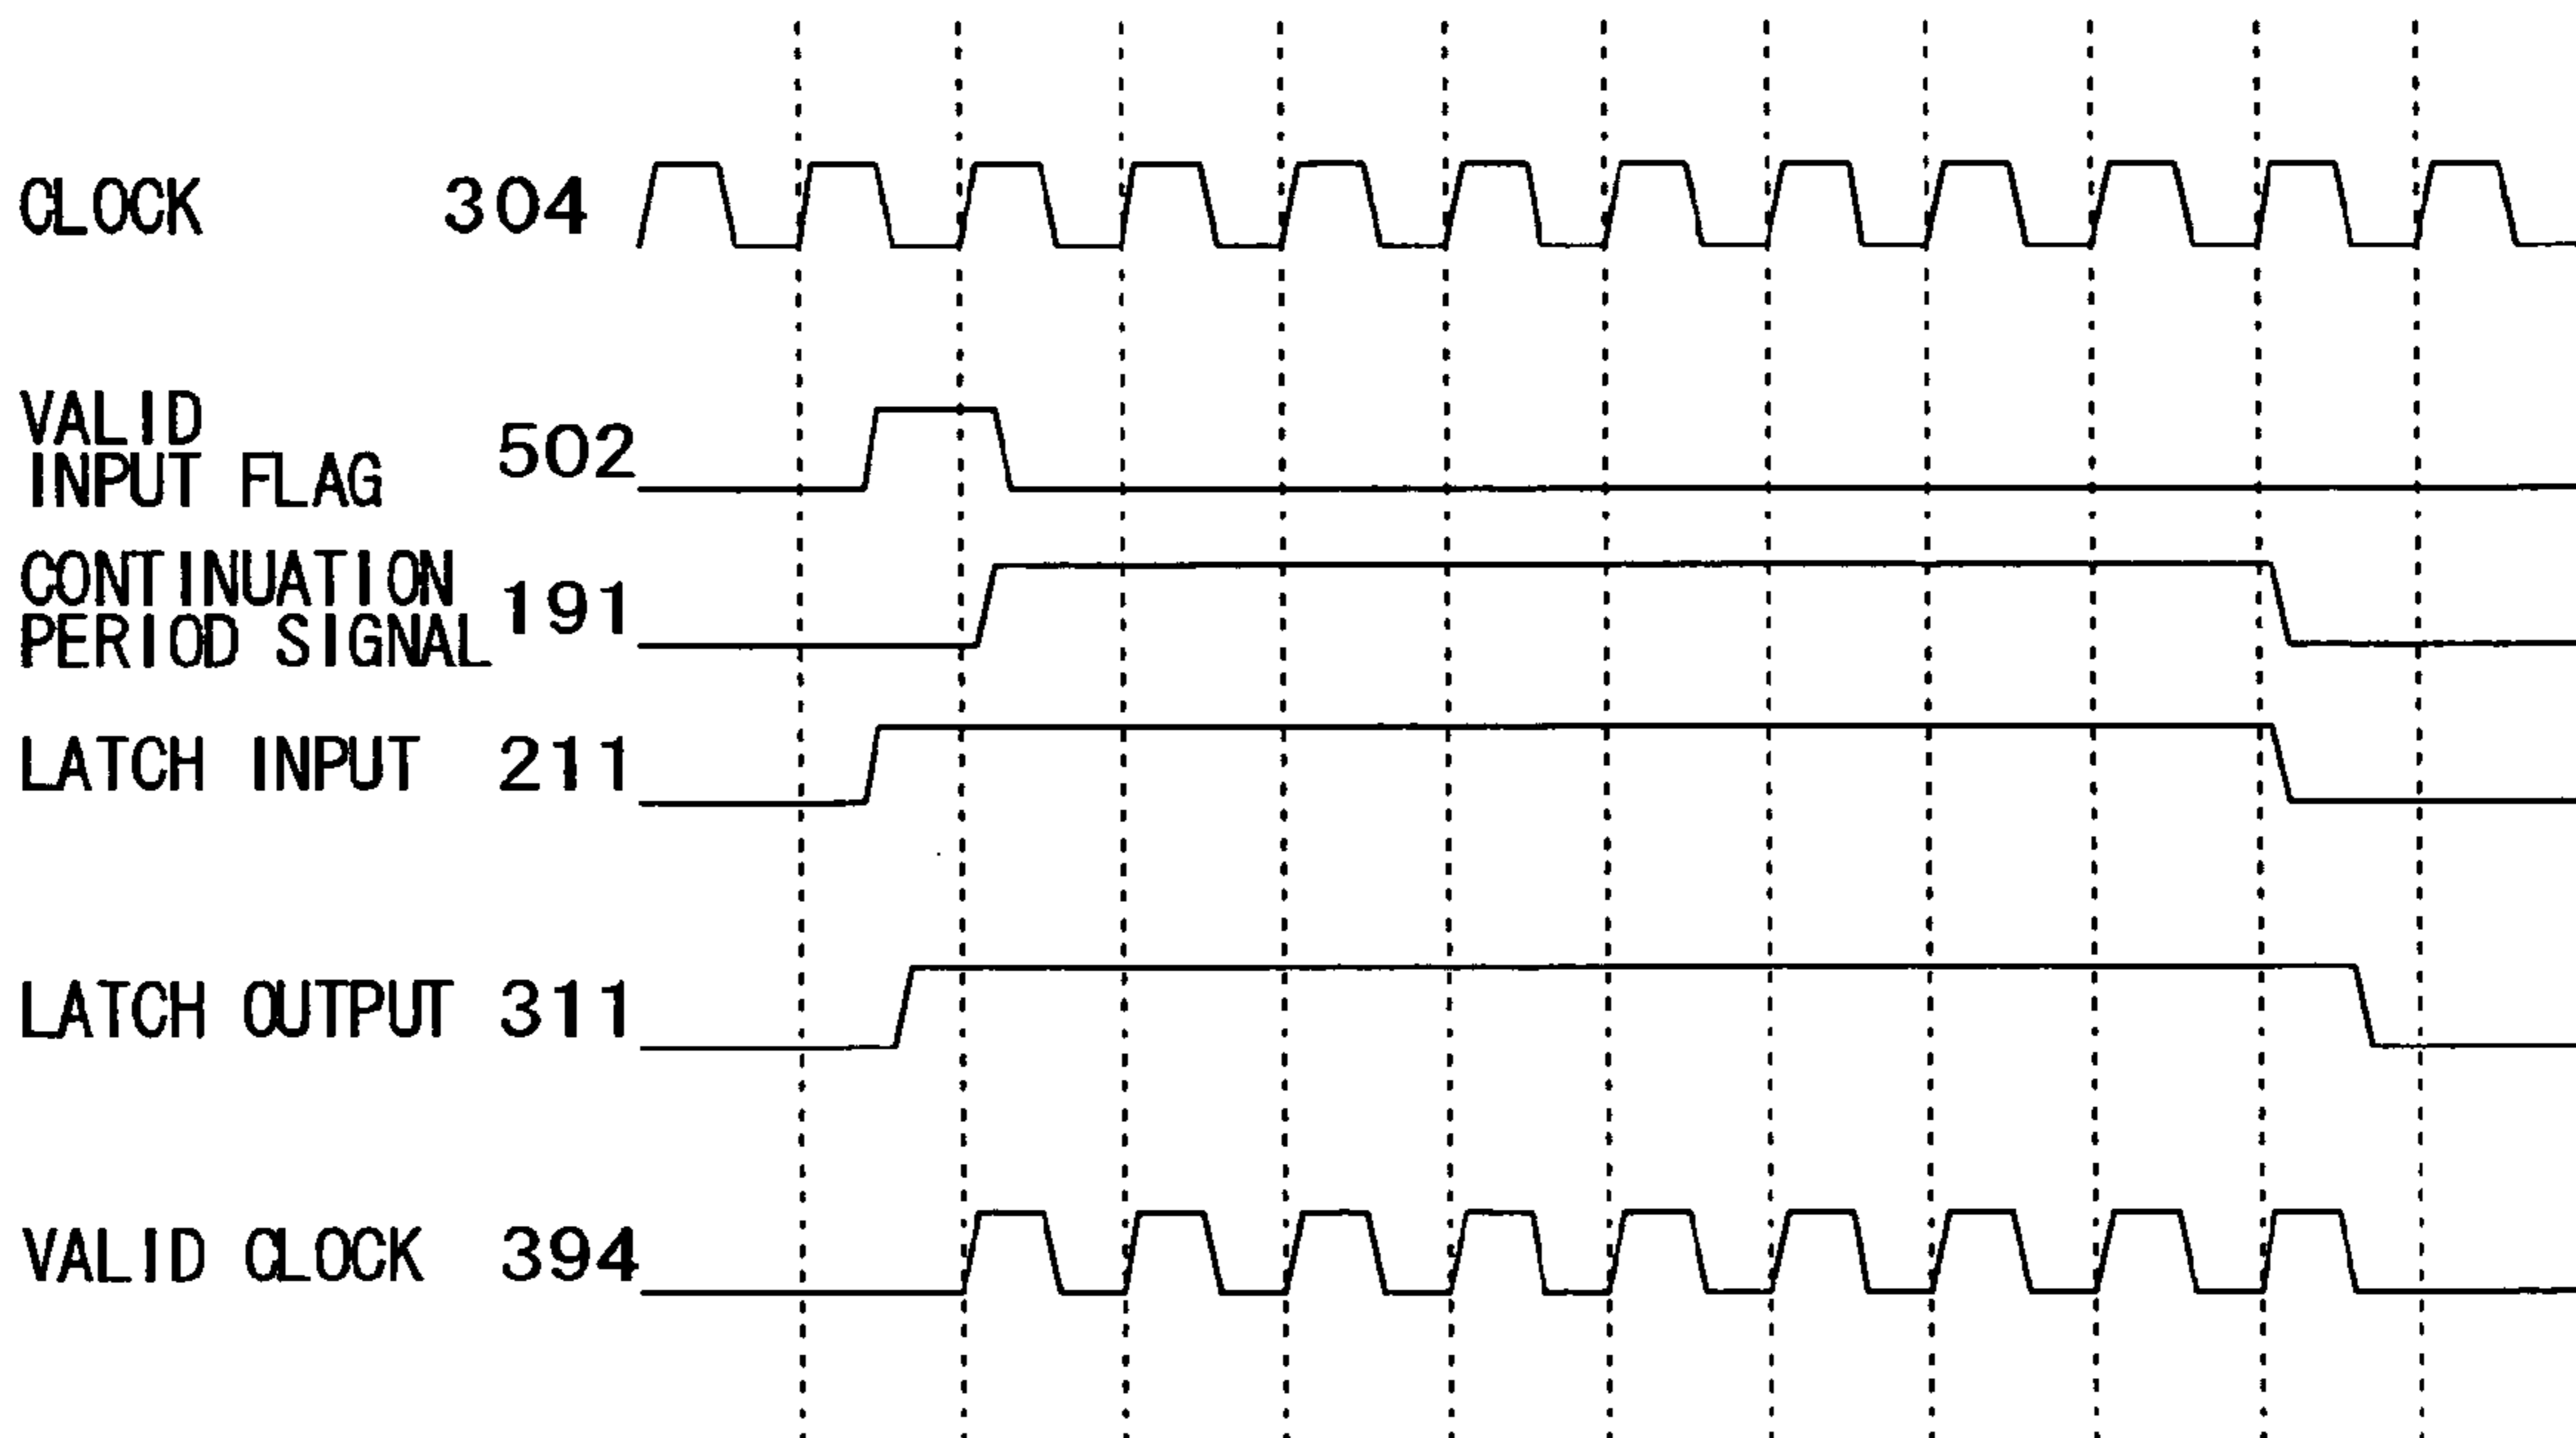 CLOCK 304
VALID
INPUT FLAG 502
CONTINUATION
PERIOD SIGNAL 191
LATCH INPUT 211
LATCH OUTPUT 311
VALID CLOCK 394